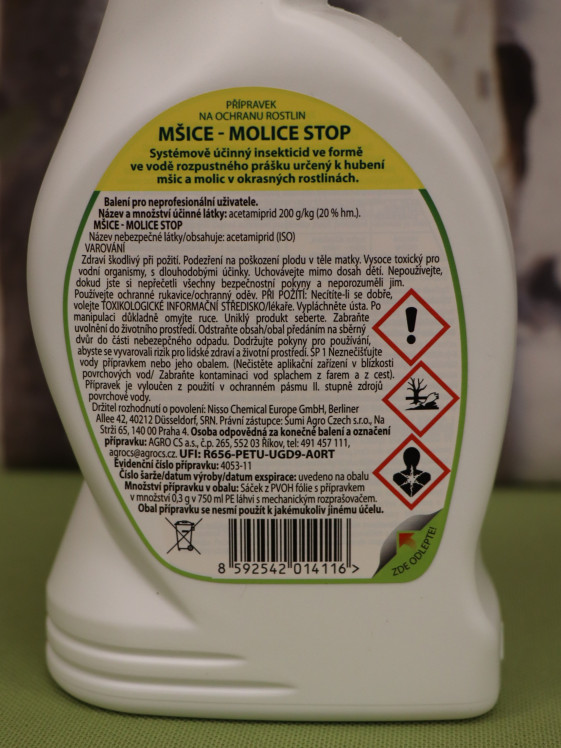 PŘÍPRAVEK
NA OCHRANU ROSTLIN
MŠICE - MOLICE STOP
Systémově účinný insekticid ve formě
ve vodě rozpustného prášku určený k hubení
mšic a molic v okrasných rostlinách.
Balení pro neprofesionální uživatele.
Název a množství účinné látky: acetamiprid 200 g/kg (20 % hm.).
MŠICE - MOLICE STOP
Název nebezpečné látky/obsahuje: acetamiprid (ISO)
VAROVÁNÍ
Zdraví škodlivý při požití. Podezření na poškození plodu v těle matky. Vysoce toxický pro
vodní organismy, s dlouhodobými účinky. Uchovávejte mimo dosah dětí. Nepoužívejte,
dokud jste si nepřečetli všechny bezpečnostní pokyny a neporozuměli jim.
Používejte ochranné rukavice/ochranný oděv. PŘI POŽITÍ: Necítíte-li se dobře,
volejte TOXIKOLOGICKÉ INFORMAČNÍ STŘEDISKO/lékaře. Vypláchněte ústa. Po
manipulaci důkladně omyjte ruce. Uniklý produkt seberte. Zabraňte
uvolnění do životního prostředí. Odstraňte obsah/obal předáním na sběrný
dvůr do části nebezpečného odpadu. Dodržujte pokyny pro používání,
abyste se vyvarovali rizik pro lidské zdraví a životní prostředí. SP 1 Neznečišťujte
vody přípravkem nebo jeho obalem. (Nečistěte aplikační zařízení v blízkosti
povrchových vod/ Zabraňte kontaminaci vod splachem z farem a z cest).
Přípravek je vyloučen z použití v ochranném pásmu II. stupně zdrojů
povrchové vody.
Držitel rozhodnutí o povolení: Nisso Chemical Europe GmbH, Berliner
Allee 42, 40212 Düsseldorf, SRN. Právní zástupce: Sumi Agro Czech s.r.o., Na
Strži 65, 140 00 Praha 4. Osoba odpovědná za konečné balení a označení
přípravku: AGRO CS a.s., č.p. 265, 552 03 Říkov, tel: 491 457 111,
agrocs@agrocs.cz. UFI: R656-PETU-UGD9-A0RT
Evidenční číslo přípravku: 4053-11
Číslo šarže/datum výroby/datum exspirace: uvedeno na obalu
Množství přípravku v obalu: Sáček z PVOH fólie s přípravkem
v množství 0,3 g v 750 ml PE láhvi s mechanickým rozprašovačem.
Obal přípravku se nesmí použít k jakémukoliv jinému účelu.
8 592542 014116 >
ZDE ODLEPTE!